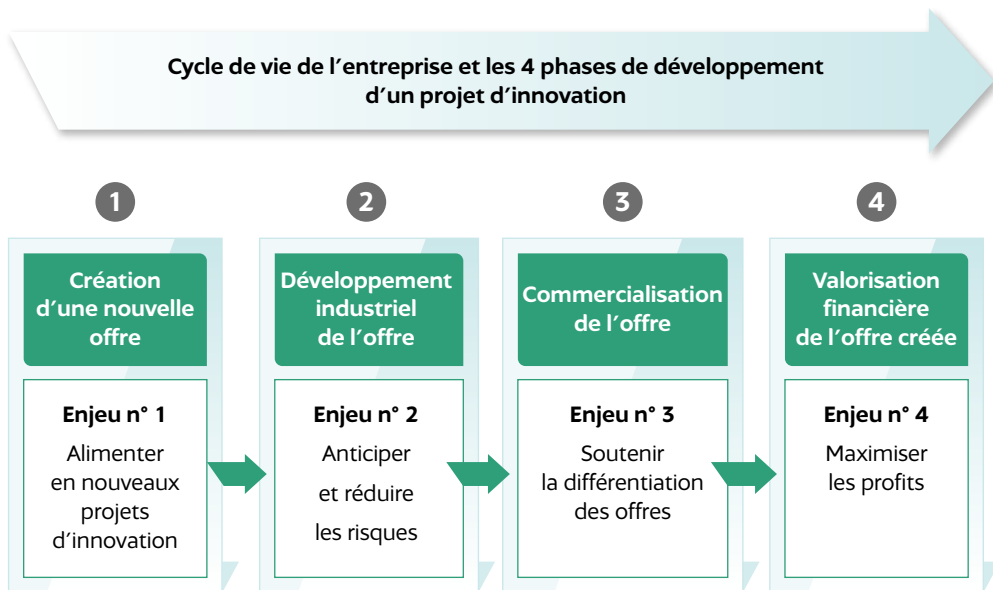 Cycle de vie de l′entreprise et les 4 phases de développement
d′un projet d′innovation
1
2
3
4
Création
d′une nouvelle
offre
Développement
industriel
de l′offre
Commercialisation
de l′offre
Valorisation
financière
de l′offre créée
Enjeu n° 1
Alimenter
en nouveaux
projets
d′innovation
Enjeu n° 2
Anticiper
et réduire
les risques
Enjeu n° 3
Soutenir
la différentiation
des offres
Enjeu n° 4
Maximiser
les profits